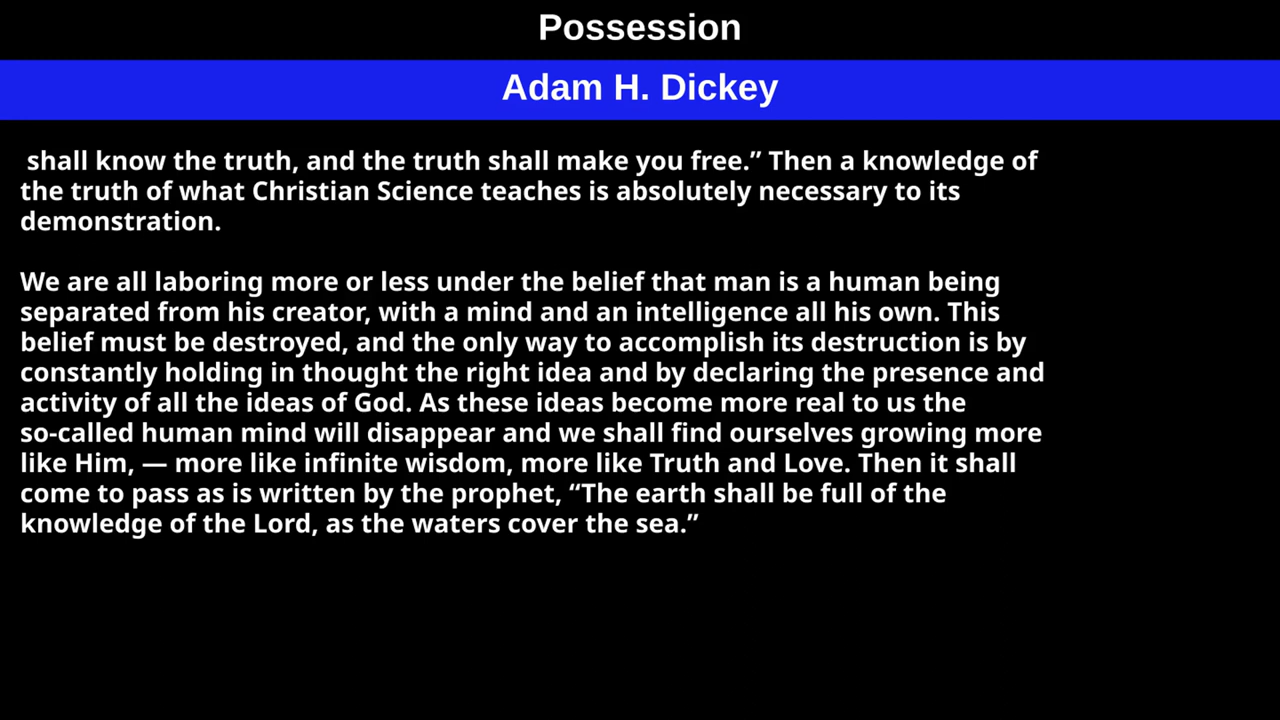 Possession
Adam H. Dickey
shall know the truth, and the truth shall make you free.” Then a knowledge of
the truth of what Christian Science teaches is absolutely necessary to its
demonstration.
We are all laboring more or less under the belief that man is a human being
separated from his creator, with a mind and an intelligence all his own. This
belief must be destroyed, and the only way to accomplish its destruction is by
constantly holding in thought the right idea and by declaring the presence and
activity of all the ideas of God. As these ideas become more real to us the
so-called human mind will disappear and we shall find ourselves growing more
like Him, — more like infinite wisdom, more like Truth and Love. Then it shall
come to pass as is written by the prophet, “The earth shall be full of the
knowledge of the Lord, as the waters cover the sea.”